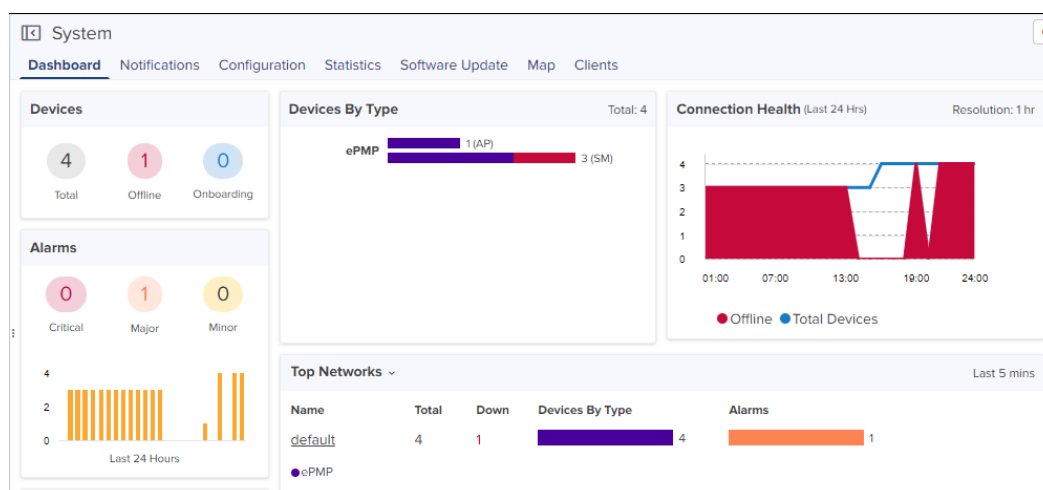 System
Dashboard Notifications Configuration Statistics Software Update Map Clients
Devices
4 1 0
Total Offline Onboarding
Alarms
0 1 0
Critical Major Minor
4
2
0
Last 24 Hours
Devices By Type Total: 4
ePMP 1 (AP)
3 (SM)
Connection Health (Last 24 Hrs) Resolution: 1 hr
4
3
2
1
0
01:00 07:00 13:00 19:00 24:00
Offline Total Devices
Top Networks Last 5 mins
Name Total Down Devices By Type Alarms
default 4 1 4 1
ePMP